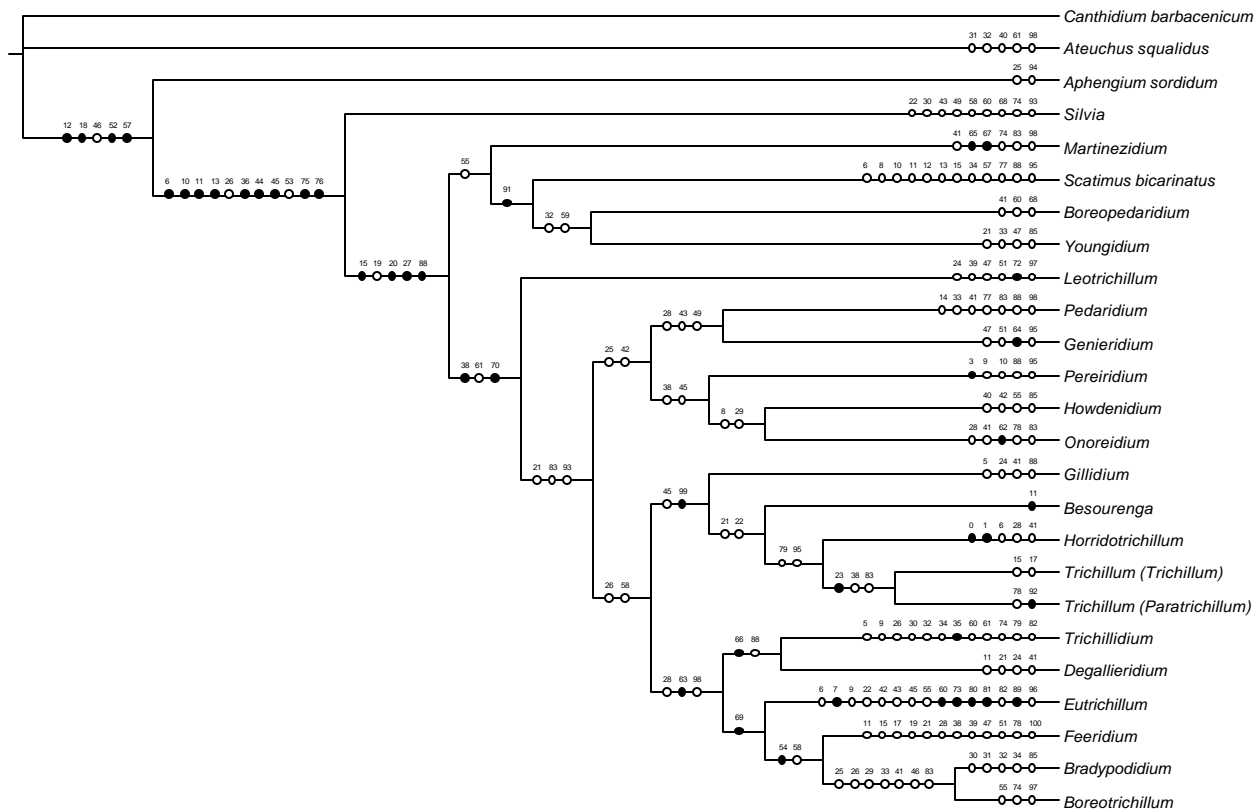 Canthidium barbacenicum
31 32 40 61 98
Ateuchus squalidus
25 94
Aphengium sordidum
22 30 43 49 58 60 68 74 93
Silvia
12 18 46 52 57
41 65 67 74 83 98
Martinezidium
55
6 8 10 11 12 13 15 34 57 77 88 95
Scatimus bicarinatus
6 10 11 13 26 36 44 45 53 75 76
91
41 60 68
Boreopedaridium
32 59
21 33 47 85
Youngidium
15 19 20 27 88
24 39 47 51 72 97
Leotrichillum
14 33 41 77 83 88 98
Pedaridium
28 43 49
47 51 64 95
Genieridium
25 42
38 61 70
3 9 10 88 95
Pereiridium
38 45
40 42 55 85
Howdenidium
8 29
28 41 62 78 83
Onoreidium
21 83 93
5 24 41 88
Gillidium
45 99
11
Besourenga
21 22
0 1 6 28 41
Horridotrichillum
79 95
15 17
Trichillum (Trichillum)
23 38 83
78 92
Trichillum (Paratrichillum)
26 58
5 9 26 30 32 34 35 60 61 74 79 82
Trichillidium
66 88
11 21 24 41
Degallieridium
28 63 98
6 7 9 22 42 43 45 55 60 73 80 81 82 89 96
Eutrichillum
69
11 15 17 19 21 28 38 39 47 51 78 100
Feeridium
54 58
30 31 32 34 85
Bradypodidium
25 26 29 33 41 46 83
55 74 97
Boreotrichillum